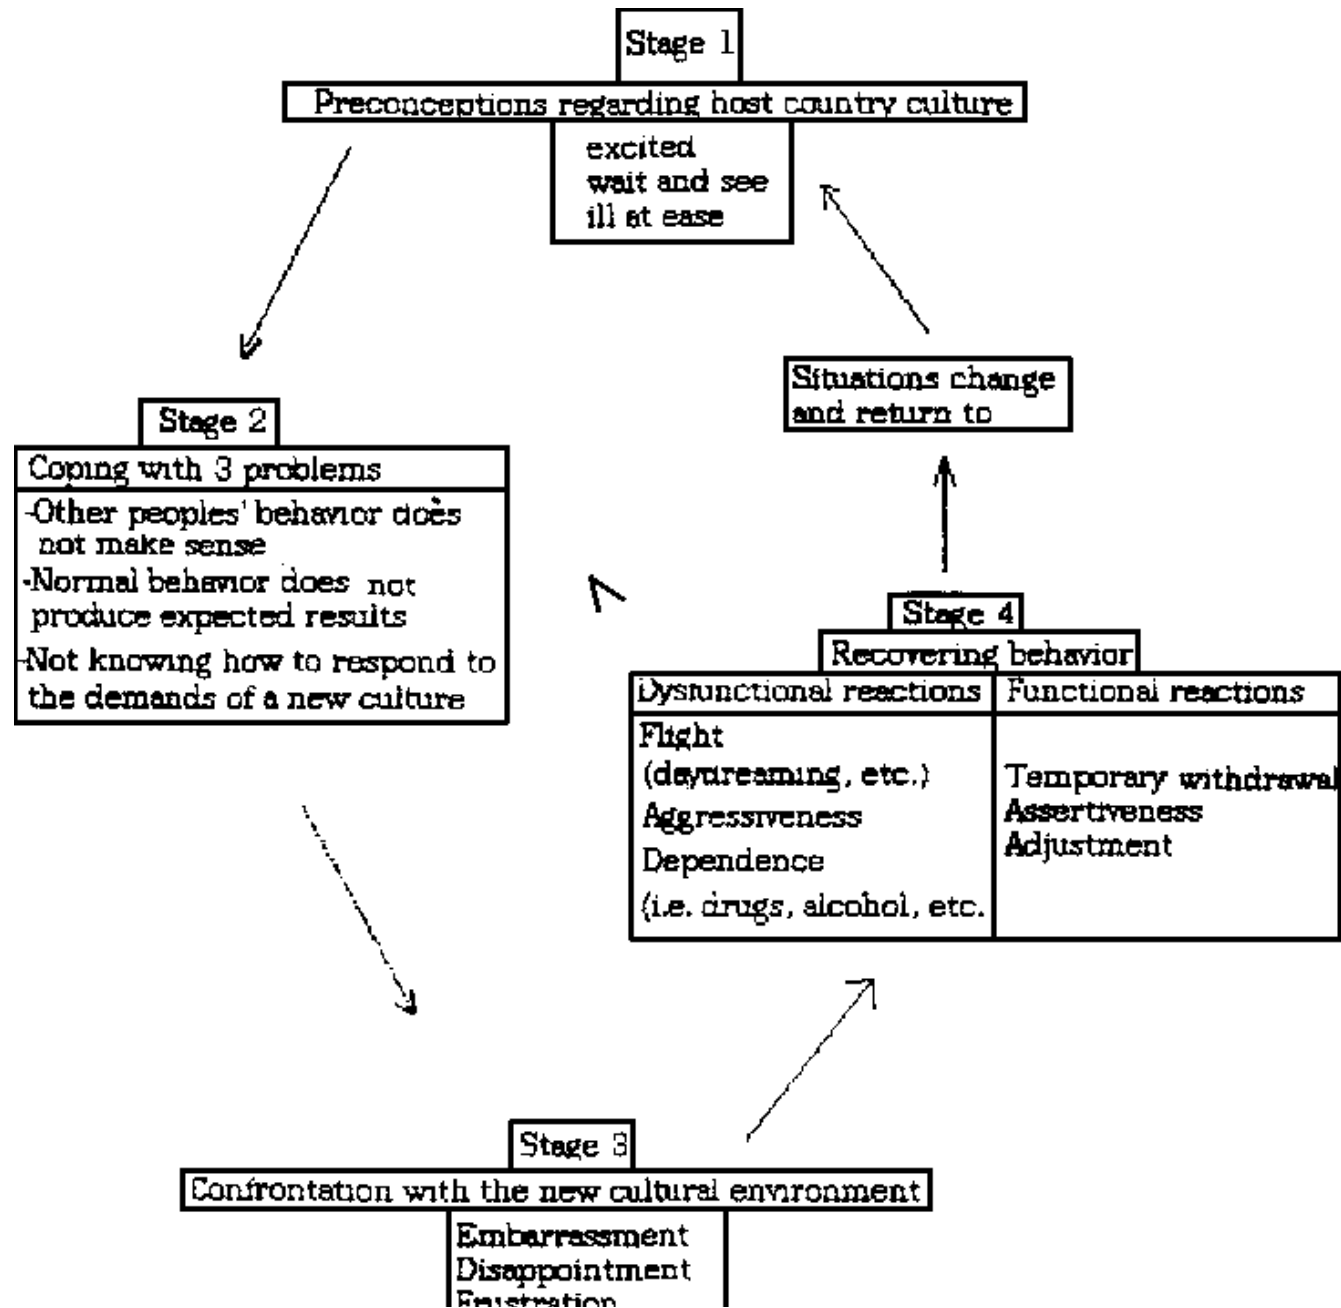 Stage 1
Preconceptions regarding host country culture
excited
wait and see
ill at ease
Situations change
and return to
Stage 2
Coping with 3 problems
-Other peoples' behavior does
not make sense
-Normal behavior does not
produce expected results
-Not knowing how to respond to
the demands of a new culture
Stage 4
Recovering behavior
Dysfunctional reactions
Flight
(daydreaming, etc.)
Aggressiveness
Dependence
(i.e. drugs, alcohol, etc.
Functional reactions
Temporary withdrawal
Assertiveness
Adjustment
Stage 3
Confrontation with the new cultural environment
Embarrassment
Disappointment
Frustration